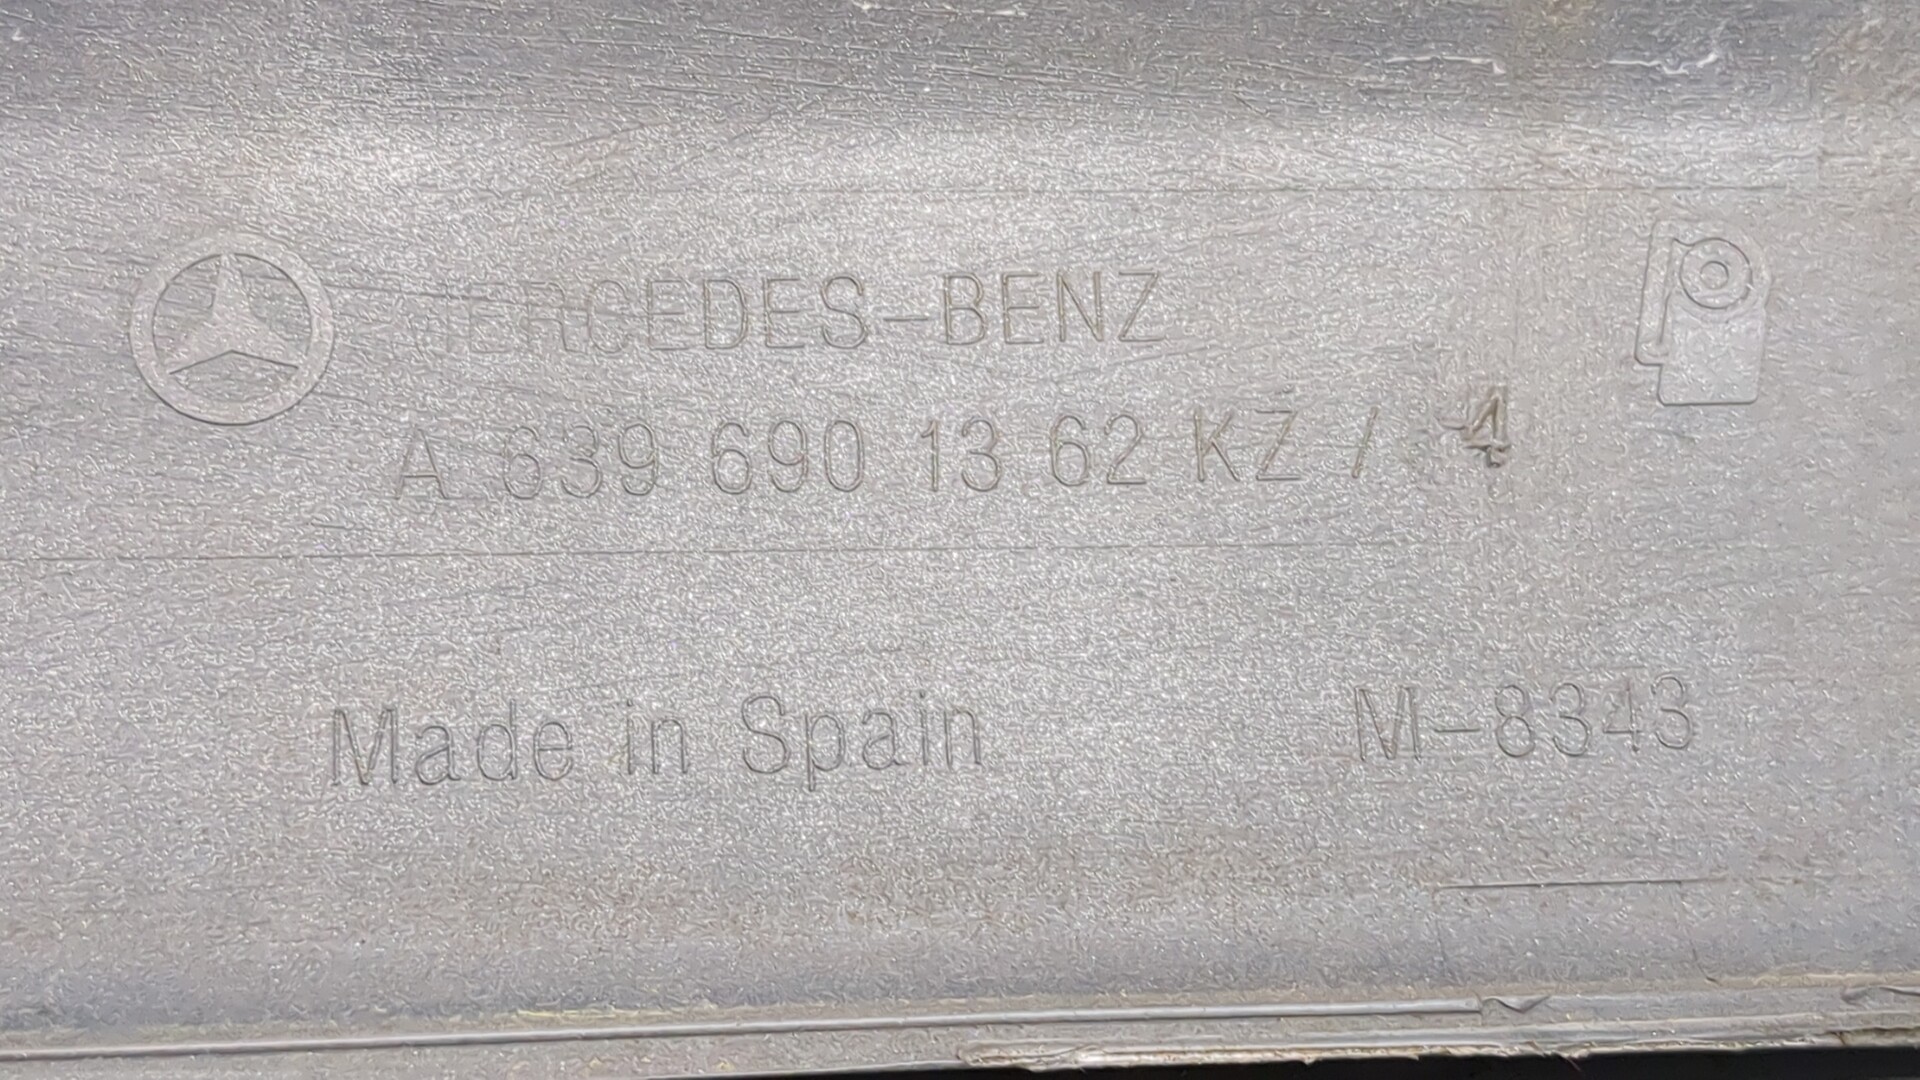 MERCEDES-BENZ
A 639 690 13 62 KZ / 4
Made in Spain M-8343